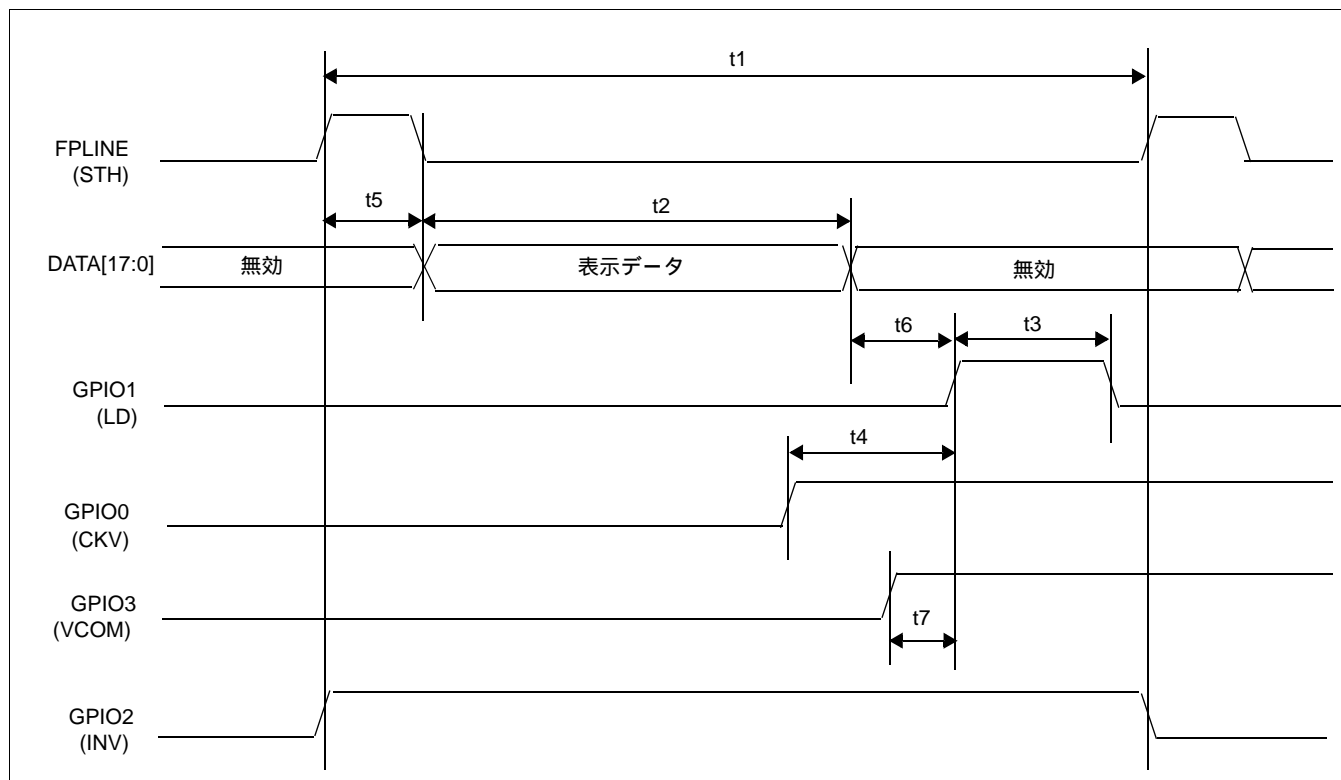 t1
FPLINE
(STH)
t5
t2
DATA[17:0]
無効
表示データ
無効
t6
t3
GPIO1
(LD)
t4
GPIO0
(CKV)
GPIO3
(VCOM)
t7
GPIO2
(INV)